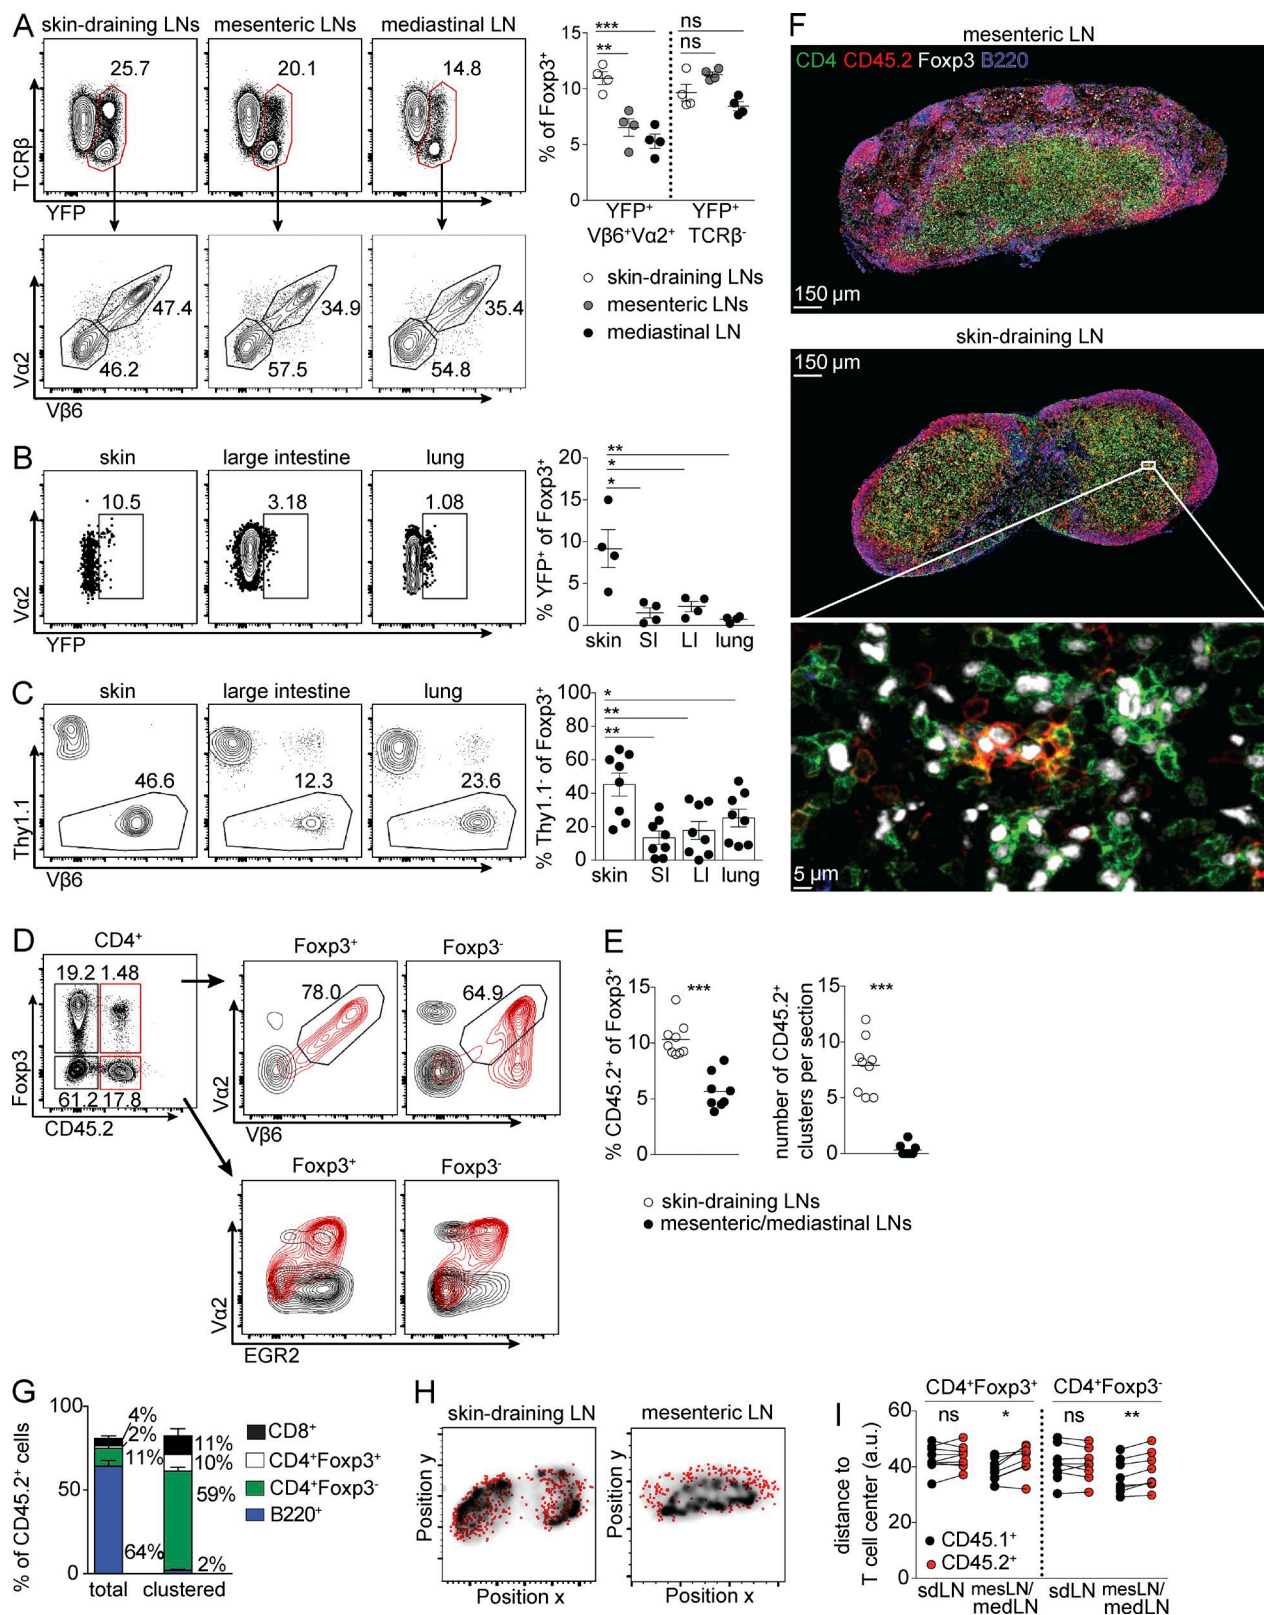 A
skin-draining LNs
mesenteric LNs
mediastinal LN
25.7
20.1
14.8
TCRβ
YFP
47.4
46.2
34.9
57.5
35.4
54.8
Vα2
Vβ6
% of Foxp3⁺
15
10
5
0
***
**
ns
ns
YFP⁺
Vβ6⁺Vα2⁺
YFP⁺
TCRβ⁻
skin-draining LNs
mesenteric LNs
mediastinal LN
B
skin
large intestine
lung
10.5
3.18
1.08
Vα2
YFP
% YFP⁺ of Foxp3⁺
20
15
10
5
0
**
*
*
skin SI LI lung
C
skin
large intestine
lung
46.6
12.3
23.6
Thy1.1
Vβ6
% Thy1.1⁻ of Foxp3⁺
100
80
60
40
20
0
*
**
**
skin SI LI lung
D
CD4⁺
19.2 1.48
61.2 17.8
Foxp3
CD45.2
Foxp3⁺
Foxp3⁻
78.0
64.9
Vα2
Vβ6
Foxp3⁺
Foxp3⁻
Vα2
EGR2
E
% CD45.2⁺ of Foxp3⁺
15
10
5
0
***
number of CD45.2⁺
clusters per section
15
10
5
0
***
skin-draining LNs
mesenteric/mediastinal LNs
F
mesenteric LN
CD4 CD45.2 Foxp3 B220
150 µm
skin-draining LN
150 µm
5 µm
G
% of CD45.2⁺ cells
100
50
0
4%
2%
11%
64%
11%
10%
59%
2%
total clustered
CD8⁺
CD4⁺Foxp3⁺
CD4⁺Foxp3⁻
B220⁺
H
skin-draining LN
mesenteric LN
Position y
Position x
Position y
Position x
I
CD4⁺Foxp3⁺
CD4⁺Foxp3⁻
ns
*
ns
**
distance to
T cell center (a.u.)
60
40
20
0
CD45.1⁺
CD45.2⁺
sdLN
mesLN/
medLN
sdLN
mesLN/
medLN